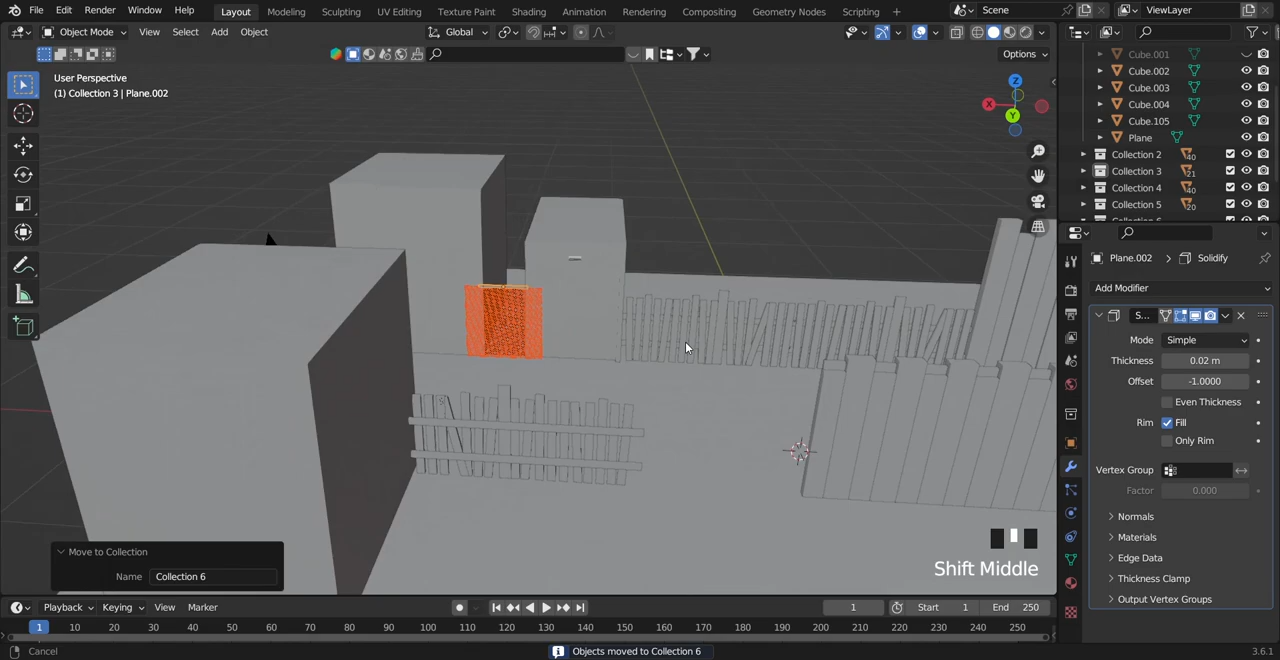 File Edit Render Window Help Layout Modeling Sculpting UV Editing Texture Paint Shading Animation Rendering Compositing Geometry Nodes Scripting + Scene ViewLayer
Object Mode View Select Add Object Global
Options
User Perspective
(1) Collection 3 | Plane.002
X
Y
Z
Cube.001
Cube.002
Cube.003
Cube.004
Cube.105
Plane
Collection 2 40
Collection 3 21
Collection 4 40
Collection 5 20
Plane.002 > Solidify
Add Modifier
S...
Mode Simple
Thickness 0.02 m
Offset -1.0000
Even Thickness
Rim Fill
Only Rim
Vertex Group
Factor 0.000
Normals
Materials
Edge Data
Thickness Clamp
Output Vertex Groups
Move to Collection
Name Collection 6
Shift Middle
Playback Keying View Marker 1 Start 1 End 250
1 10 20 30 40 50 60 70 80 90 100 110 120 130 140 150 160 170 180 190 200 210 220 230 240 250
Cancel Objects moved to Collection 6 3.6.1